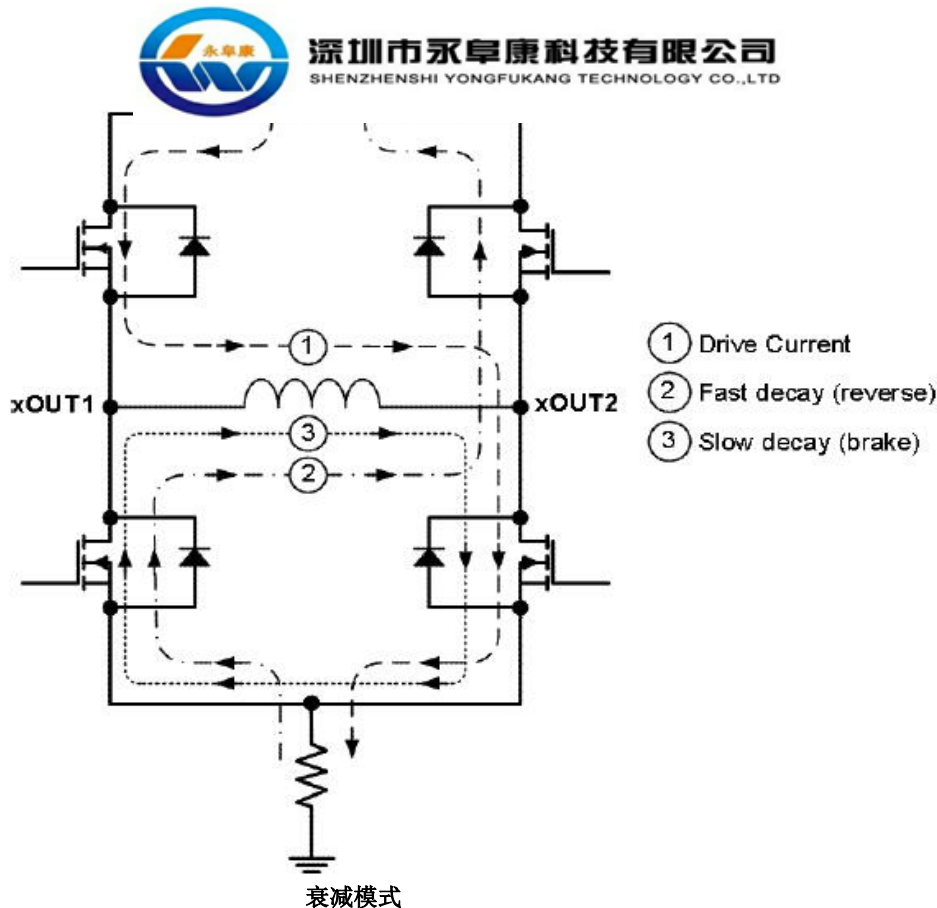 永阜康
深圳市永阜康科技有限公司
SHENZHENSHI YONGFUKANG TECHNOLOGY CO.,LTD
1
xOUT1
xOUT2
3
2
1 Drive Current
2 Fast decay (reverse)
3 Slow decay (brake)
衰减模式